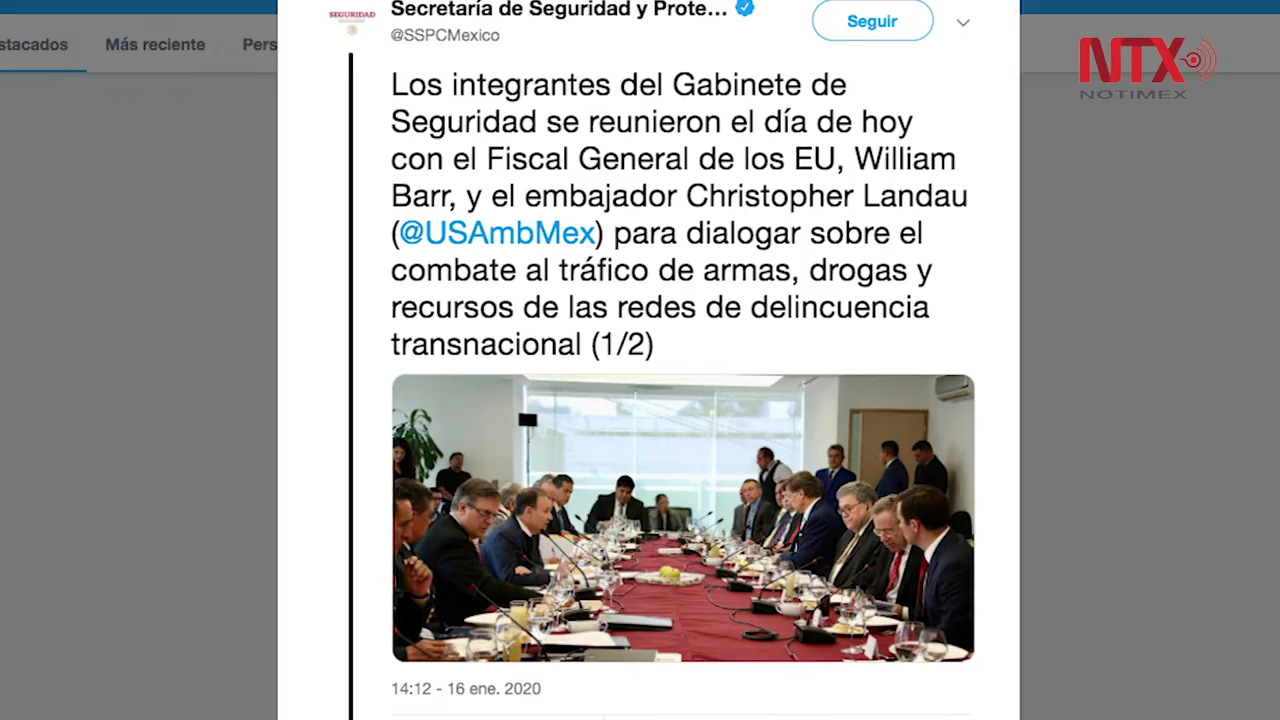 SEGURIDAD
Secretaría de Seguridad y Prote...
@SSPCMexico
Seguir
stacados
Más reciente
Pers
NTX
NOTIMEX
Los integrantes del Gabinete de
Seguridad se reunieron el día de hoy
con el Fiscal General de los EU, William
Barr, y el embajador Christopher Landau
(@USAmbMex) para dialogar sobre el
combate al tráfico de armas, drogas y
recursos de las redes de delincuencia
transnacional (1/2)
14:12 - 16 ene. 2020